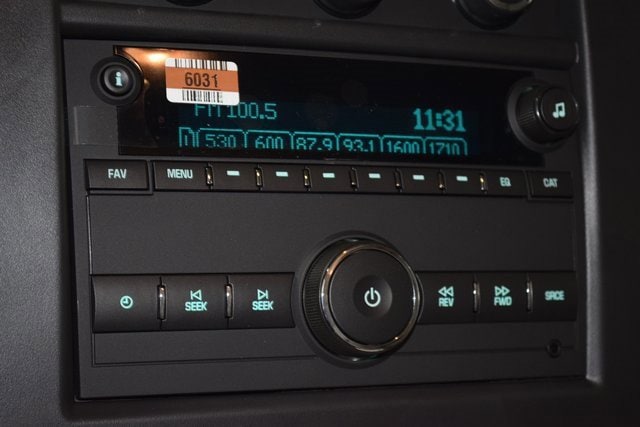 6031
FM 100.5
11:31
1 530 600 87.9 93.1 1600 1710
FAV MENU EQ CAT
SEEK SEEK REV FWD SRCE